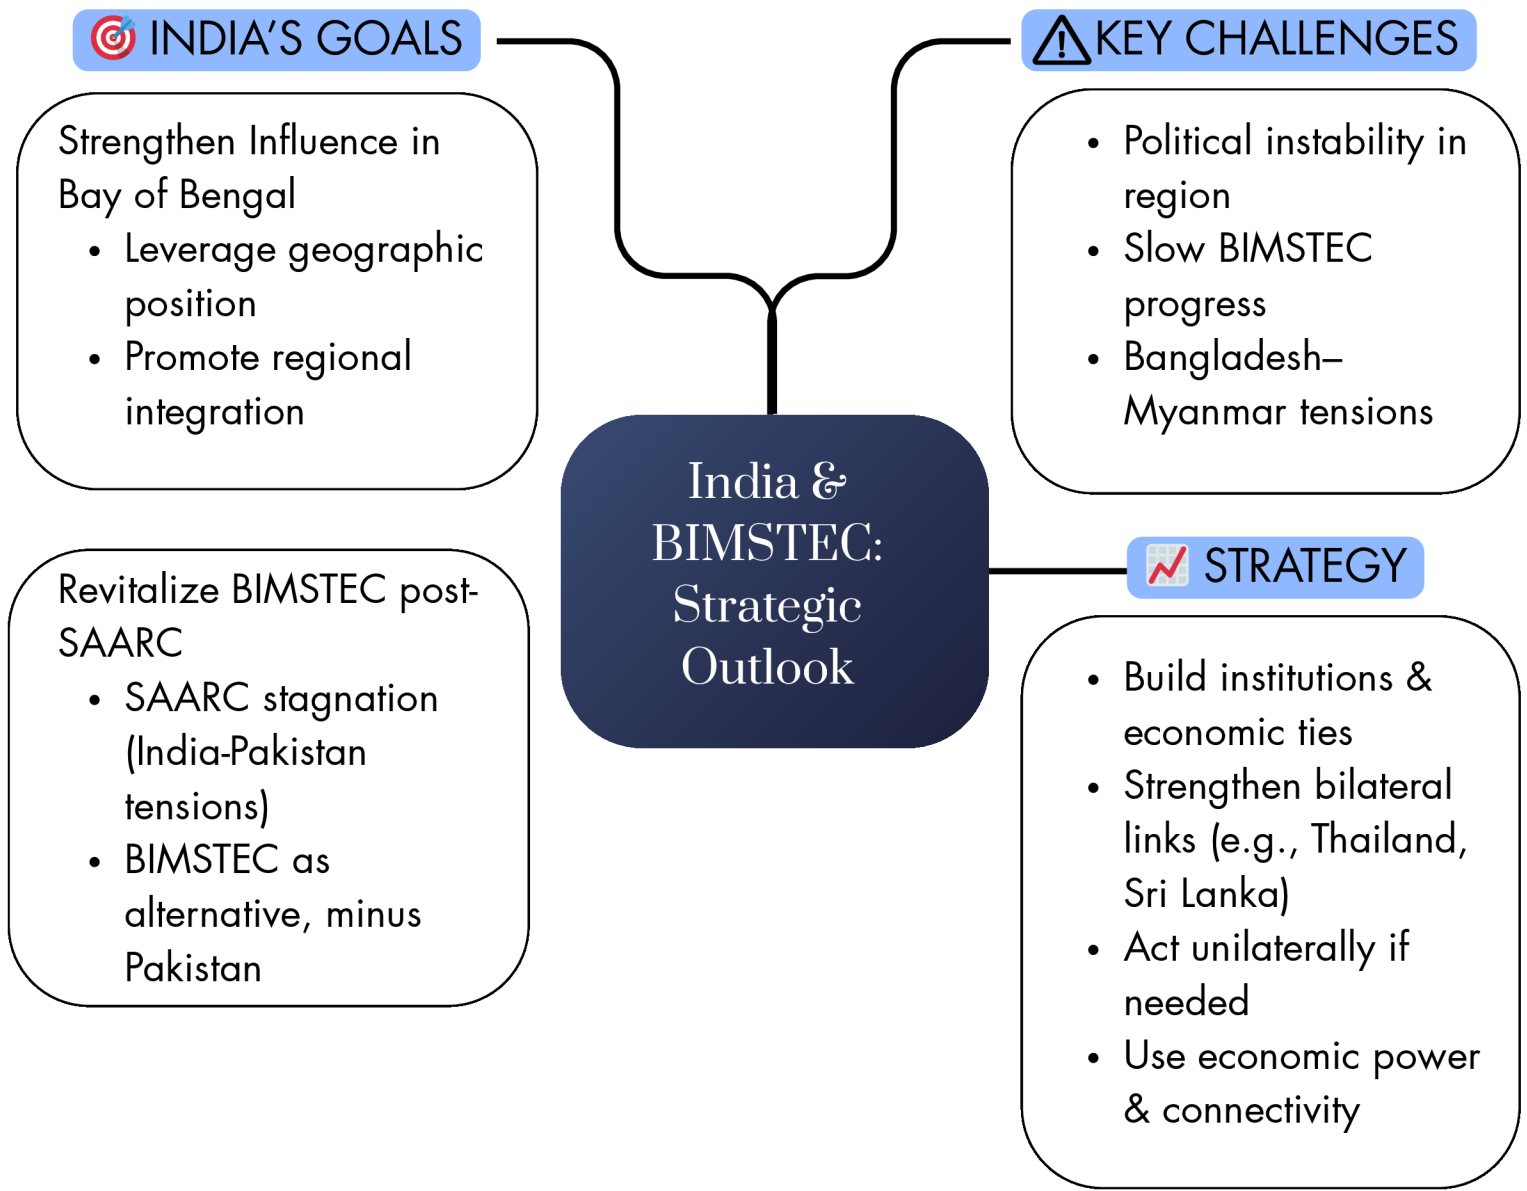 INDIA'S GOALS
Strengthen Influence in
Bay of Bengal
• Leverage geographic
position
• Promote regional
integration
Revitalize BIMSTEC post-
SAARC
• SAARC stagnation
(India-Pakistan
tensions)
• BIMSTEC as
alternative, minus
Pakistan
India &
BIMSTEC:
Strategic
Outlook
KEY CHALLENGES
• Political instability in
region
• Slow BIMSTEC
progress
• Bangladesh–
Myanmar tensions
STRATEGY
• Build institutions &
economic ties
• Strengthen bilateral
links (e.g., Thailand,
Sri Lanka)
• Act unilaterally if
needed
• Use economic power
& connectivity